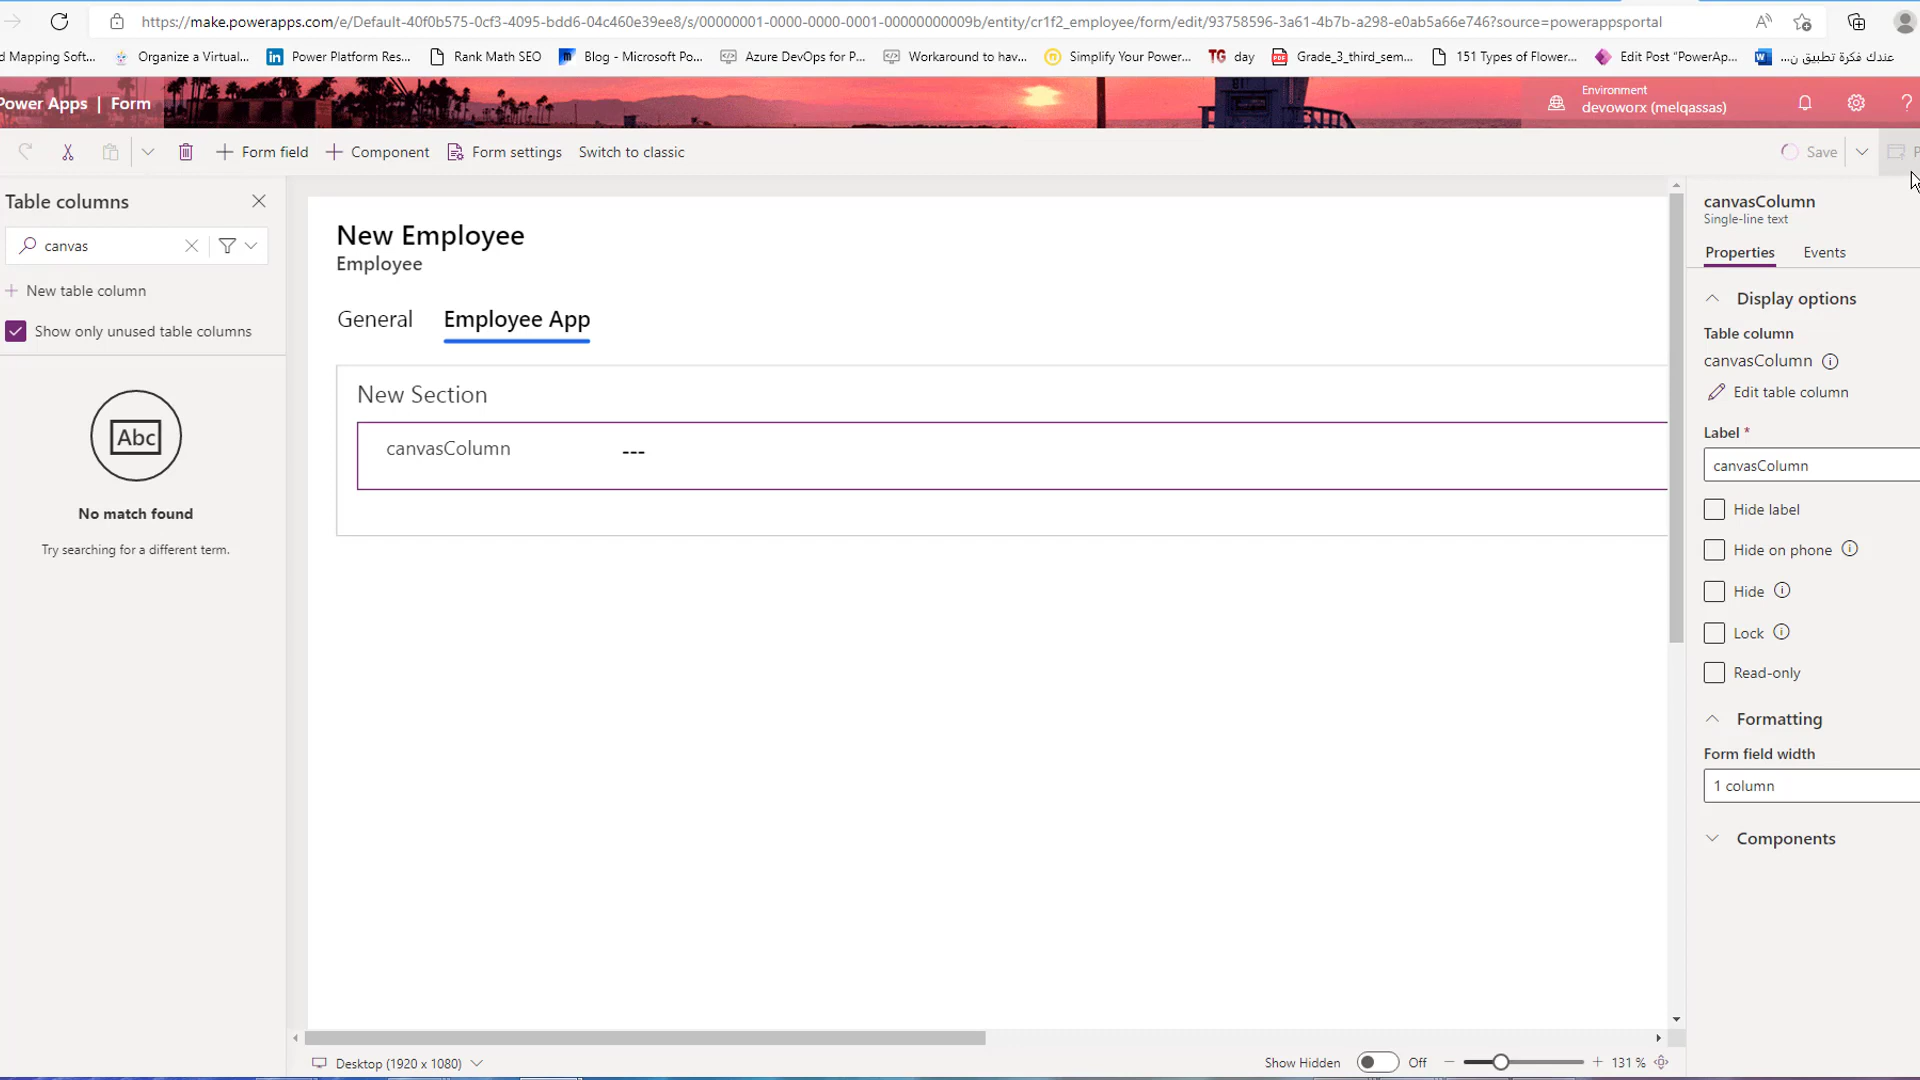 https://make.powerapps.com/e/Default-40f0b575-0cf3-4095-bdd6-04c460e39ee8/s/00000001-0000-0000-0001-00000000009b/entity/cr1f2_employee/form/edit/93758596-3a61-4b7b-a298-e0ab5a66e746?source=powerappsportal
d Mapping Soft... Organize a Virtual... Power Platform Res... Rank Math SEO Blog - Microsoft Po... Azure DevOps for P... Workaround to hav... Simplify Your Power... TG day Grade_3_third_sem... 151 Types of Flower... Edit Post "PowerAp... عندك فكرة تطبيق ن...
Power Apps | Form
Environment
devoworx (melqassas)
Form field Component Form settings Switch to classic Save P
Table columns
canvas
New table column
Show only unused table columns
Abc
No match found
Try searching for a different term.
New Employee
Employee
General Employee App
New Section
canvasColumn ---
canvasColumn
Single-line text
Properties Events
Display options
Table column
canvasColumn
Edit table column
Label *
canvasColumn
Hide label
Hide on phone
Hide
Lock
Read-only
Formatting
Form field width
1 column
Components
Desktop (1920 x 1080) Show Hidden Off 131 %